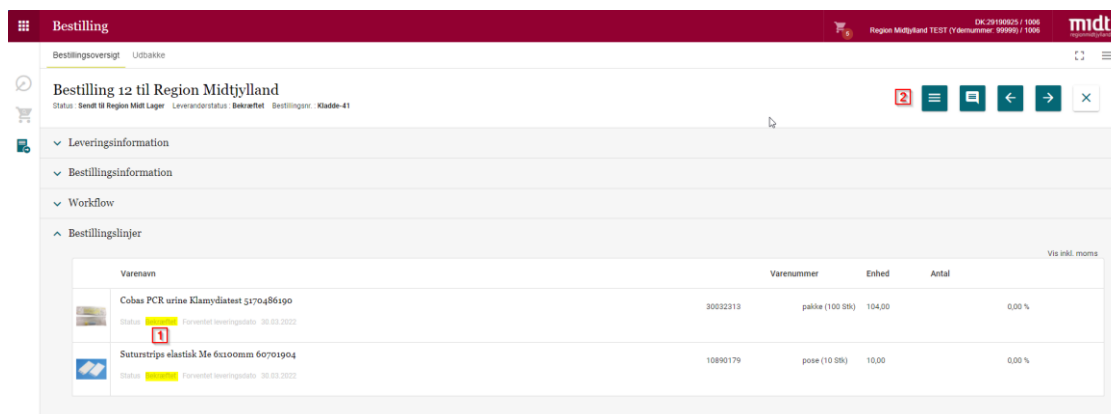 Bestilling
5
DK:29190925 / 1006
Region Midtjylland TEST (Ydernummer: 99999) / 1006
midt
regionmidtjylland
Bestillingsoversigt Udbakke
Bestilling 12 til Region Midtjylland
Status : Sendt til Region Midt Lager Leverandørstatus : Bekræftet Bestillingsnr. : Kladde-41
2
Leveringsinformation
Bestillingsinformation
Workflow
Bestillingslinjer
Vis inkl. moms
Varenavn Varenummer Enhed Antal
Cobas PCR urine Klamydiatest 5170486190 30032313 pakke (100 Stk) 104,00 0,00 %
Status Bekræftet Forventet leveringsdato 30.03.2022
1
Suturstrips elastisk Me 6x100mm 60701904 10890179 pose (10 Stk) 10,00 0,00 %
Status Bekræftet Forventet leveringsdato 30.03.2022